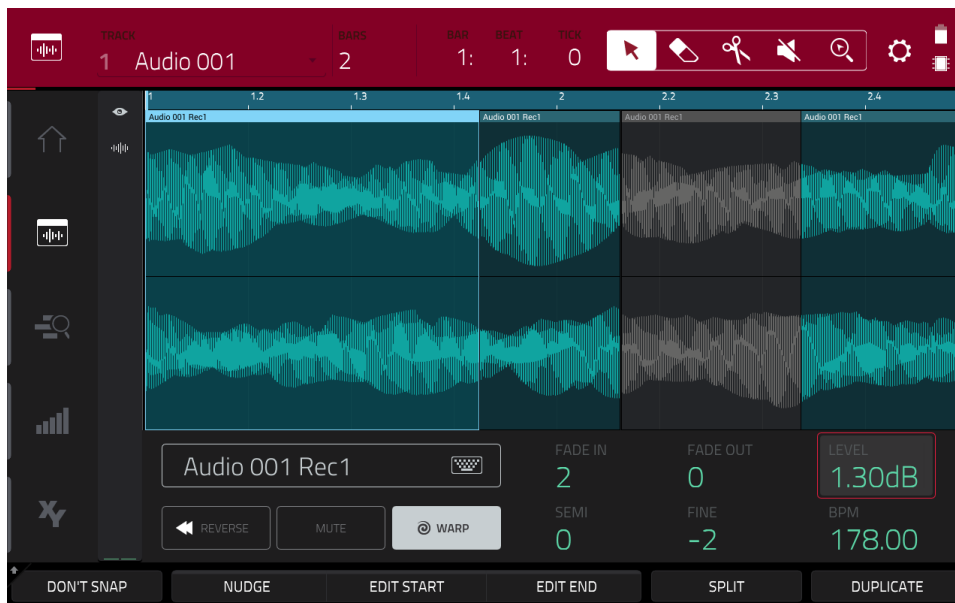 TRACK BARS BAR BEAT TICK
1 Audio 001 2 1: 1: 0
1 1.2 1.3 1.4 2 2.2 2.3 2.4
Audio 001 Rec1 Audio 001 Rec1 Audio 001 Rec1 Audio 001 Rec1
FADE IN FADE OUT LEVEL
Audio 001 Rec1 2 0 1.30dB
SEMI FINE BPM
REVERSE MUTE WARP 0 -2 178.00
DON'T SNAP NUDGE EDIT START EDIT END SPLIT DUPLICATE
XY